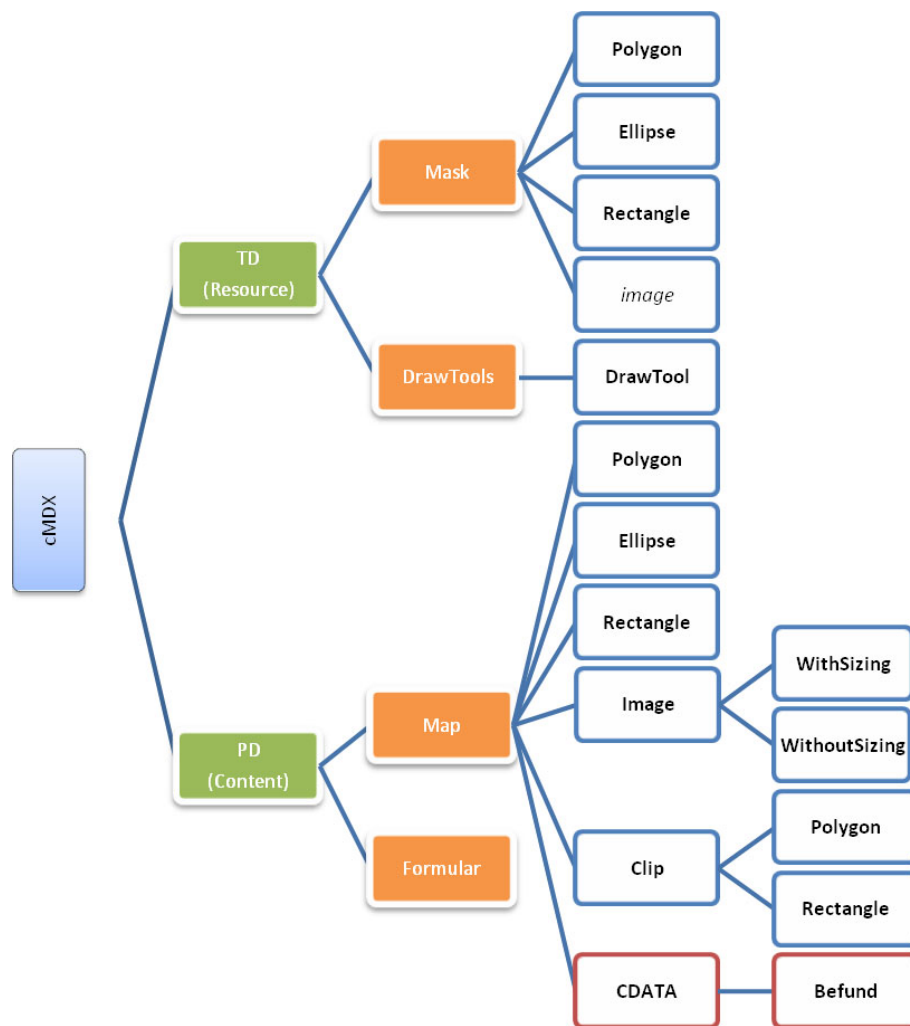 cMDX
TD
(Resource)
Mask
Polygon
Ellipse
Rectangle
image
DrawTools
DrawTool
PD
(Content)
Map
Polygon
Ellipse
Rectangle
Image
WithSizing
WithoutSizing
Clip
Polygon
Rectangle
CDATA
Befund
Formular